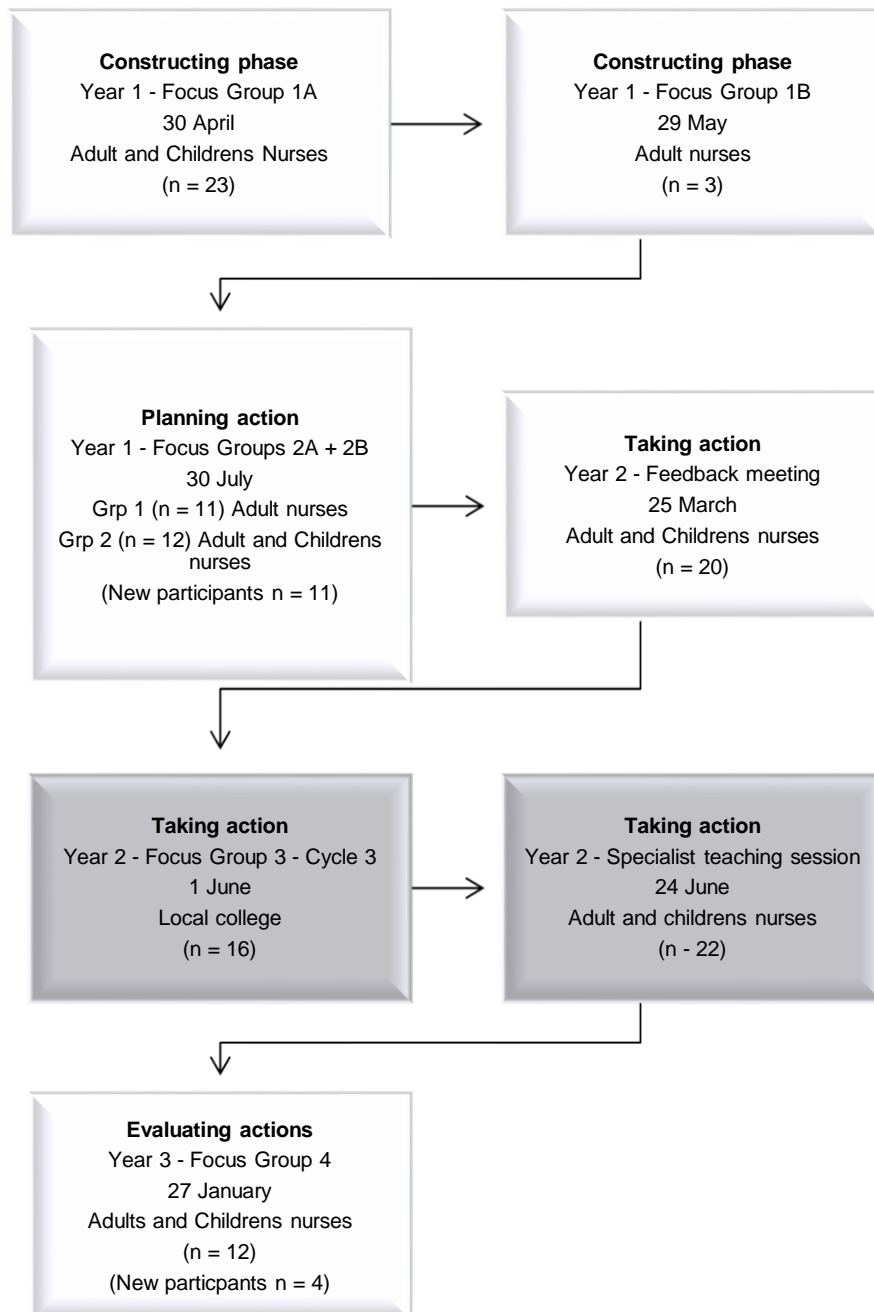 Constructing phase
Year 1 - Focus Group 1A
30 April
Adult and Childrens Nurses
(n = 23)
Constructing phase
Year 1 - Focus Group 1B
29 May
Adult nurses
(n = 3)
Planning action
Year 1 - Focus Groups 2A + 2B
30 July
Grp 1 (n = 11) Adult nurses
Grp 2 (n = 12) Adult and Childrens
nurses
(New participants n = 11)
Taking action
Year 2 - Feedback meeting
25 March
Adult and Childrens nurses
(n = 20)
Taking action
Year 2 - Focus Group 3 - Cycle 3
1 June
Local college
(n = 16)
Taking action
Year 2 - Specialist teaching session
24 June
Adult and childrens nurses
(n - 22)
Evaluating actions
Year 3 - Focus Group 4
27 January
Adults and Childrens nurses
(n = 12)
(New particpants n = 4)